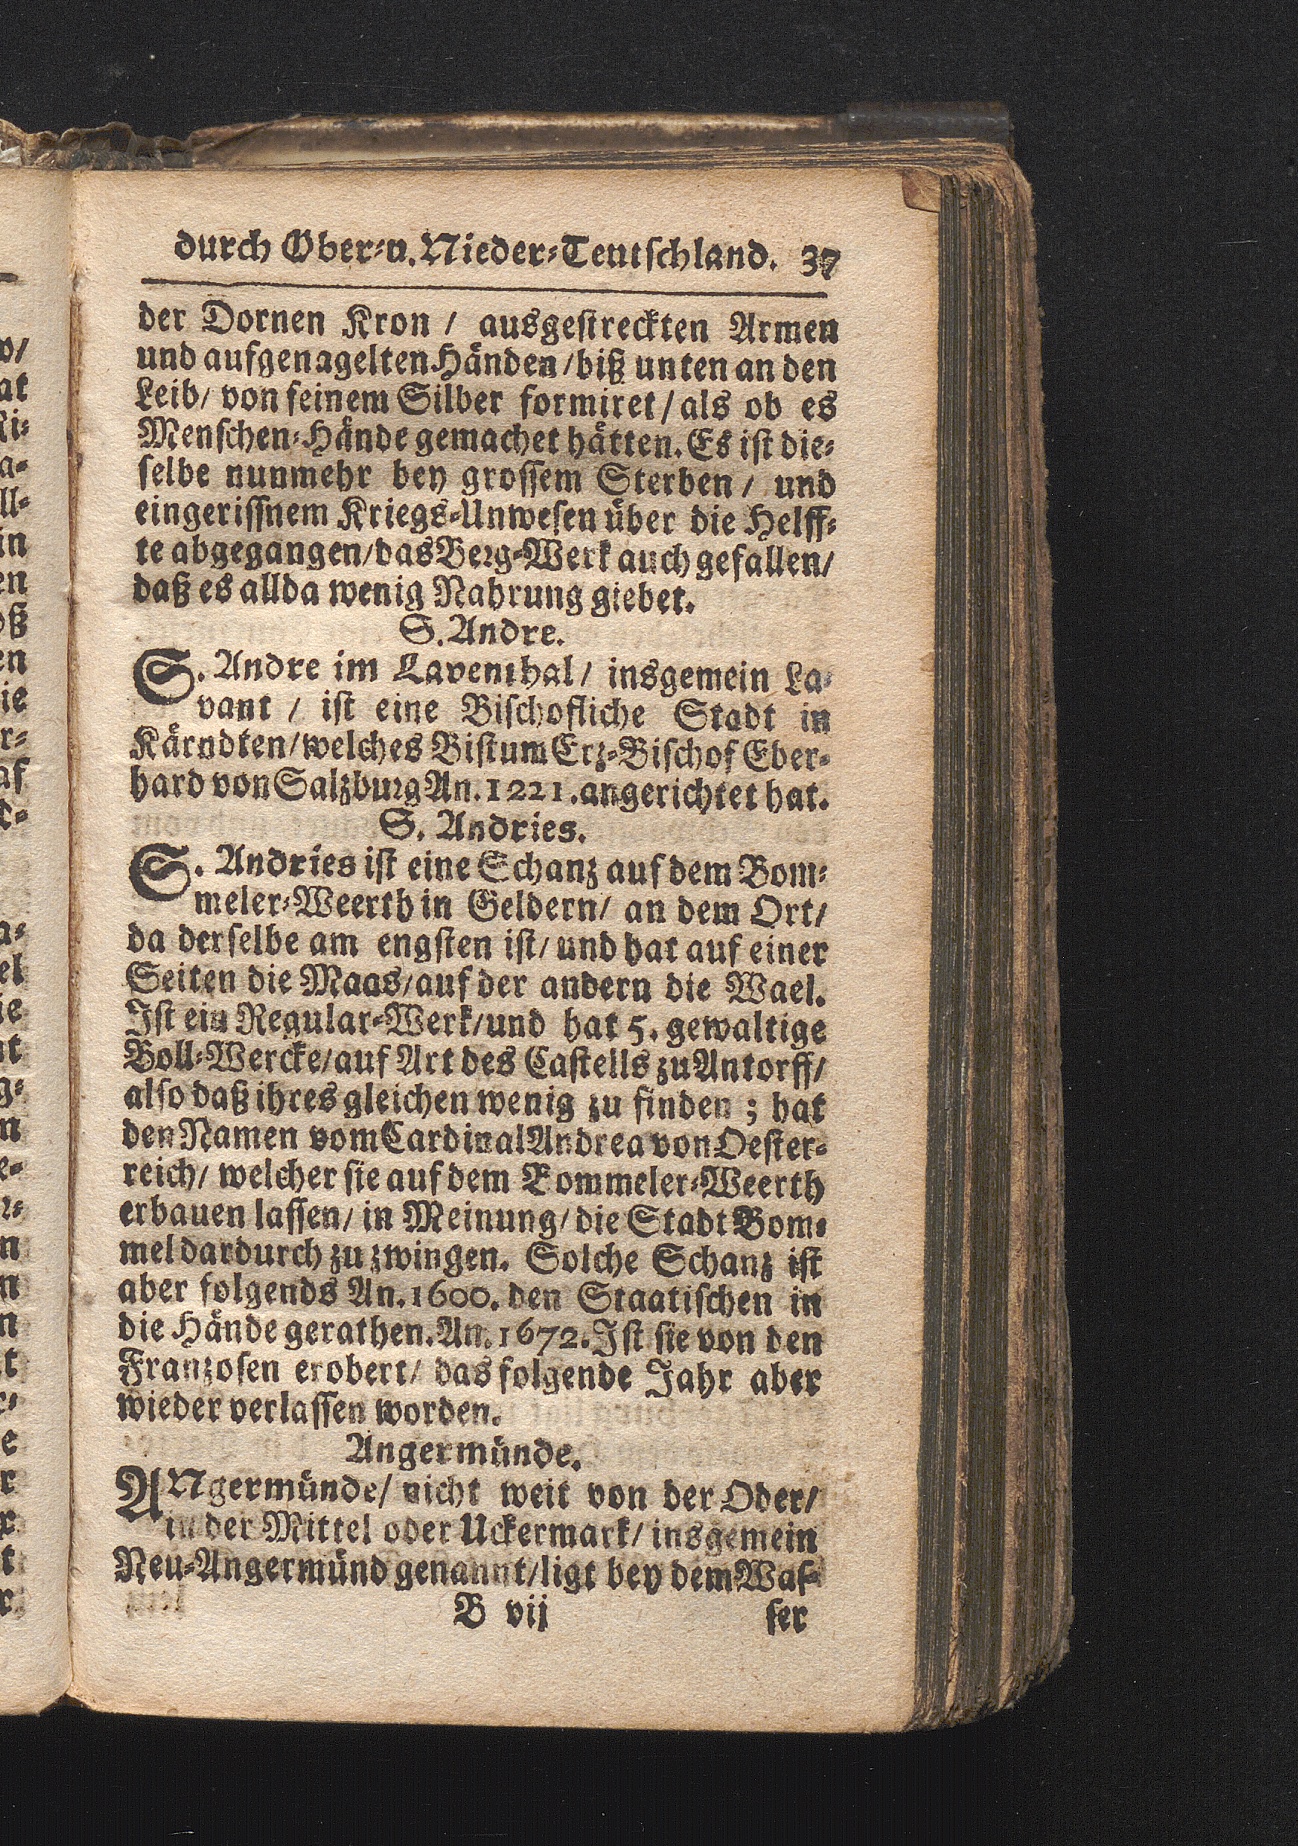 durch Ober-u. Nieder-Teutschland. 37
der Dornen Kron / ausgestreckten Armen
und aufgenagelten Händen / biß unten an den
Leib / von feinem Silber formiret / als ob es
Menschen-Hände gemachet hätten. Es ist die-
selbe nunmehr bey grossem Sterben / und
eingerissnem Kriegs-Unwesen über die Helff-
te abgegangen / das Berg-Werk auch gefallen /
daß es allda wenig Nahrung giebet.
S. Andre.
S. Andre im Laventhal / insgemein La-
vant / ist eine Bischofliche Stadt in
Kärndten / welches Bistum Erz-Bischof Eber-
hard von Salzburg An. 1221. angerichtet hat.
S. Andries.
S. Andries ist eine Schanz auf dem Bom-
meler-Weerth in Geldern / an dem Ort /
da derselbe am engsten ist / und hat auf einer
Seiten die Maas / auf der andern die Wael.
Ist ein Regular-Werk / und hat 5. gewaltige
Boll-Wercke / auf Art des Castells zu Antorff /
also daß ihres gleichen wenig zu finden ; hat
den Namen vom Cardinal Andrea von Oester-
reich / welcher sie auf dem Bommeler-Weerth
erbauen lassen / in Meinung / die Stadt Bom-
mel dardurch zu zwingen. Solche Schanz ist
aber folgends An. 1600. den Staatischen in
die Hände gerathen. An. 1672. Ist sie von den
Franzosen erobert / das folgende Jahr aber
wieder verlassen worden.
Angermünde.
ANgermünde / nicht weit von der Oder /
in der Mittel oder Uckermark / insgemein
Neu-Angermünd genannt / ligt bey dem Was-
B vij ser